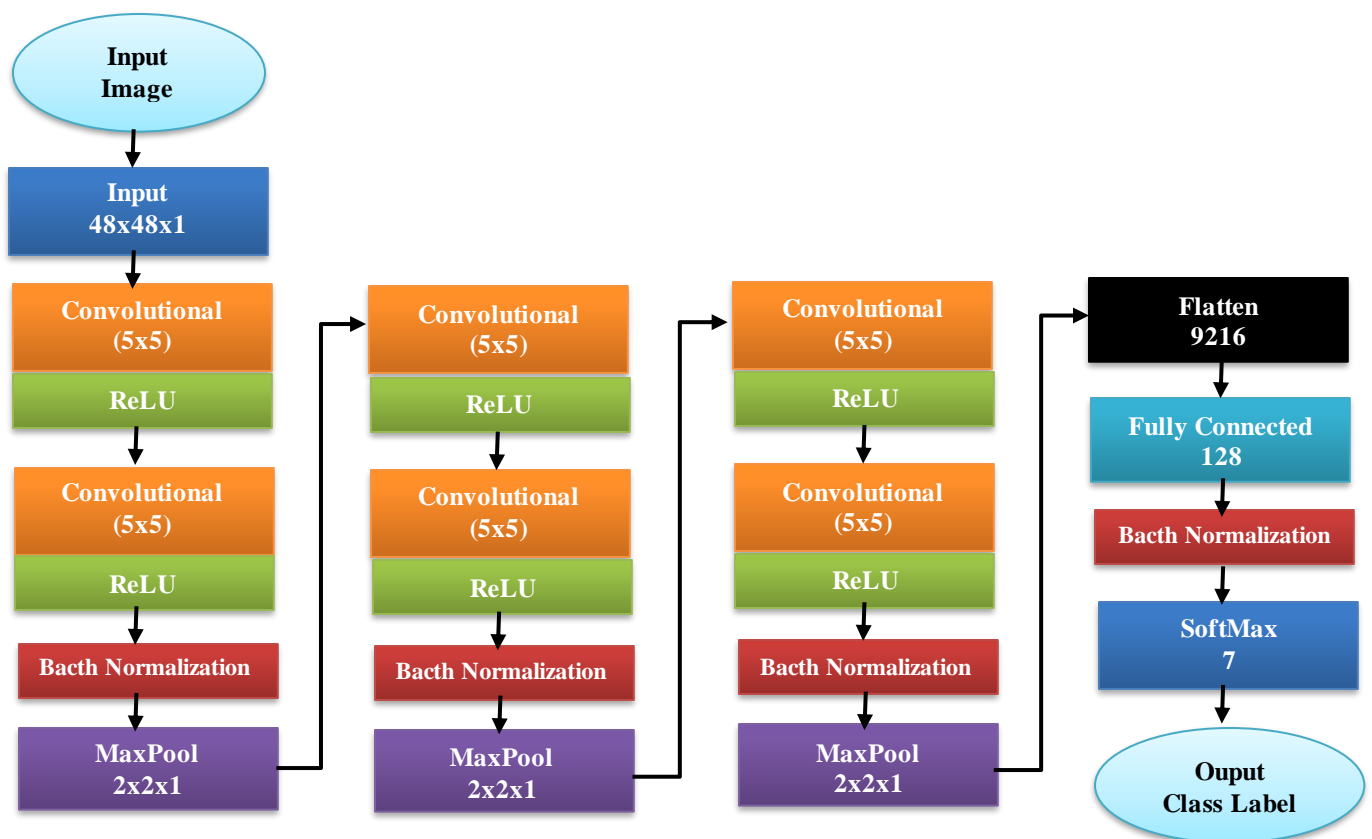 Input
Image
Input
48x48x1
Convolutional
(5x5)
ReLU
Convolutional
(5x5)
ReLU
Bacth Normalization
MaxPool
2x2x1
Convolutional
(5x5)
ReLU
Convolutional
(5x5)
ReLU
Bacth Normalization
MaxPool
2x2x1
Convolutional
(5x5)
ReLU
Convolutional
(5x5)
ReLU
Bacth Normalization
MaxPool
2x2x1
Flatten
9216
Fully Connected
128
Bacth Normalization
SoftMax
7
Ouput
Class Label